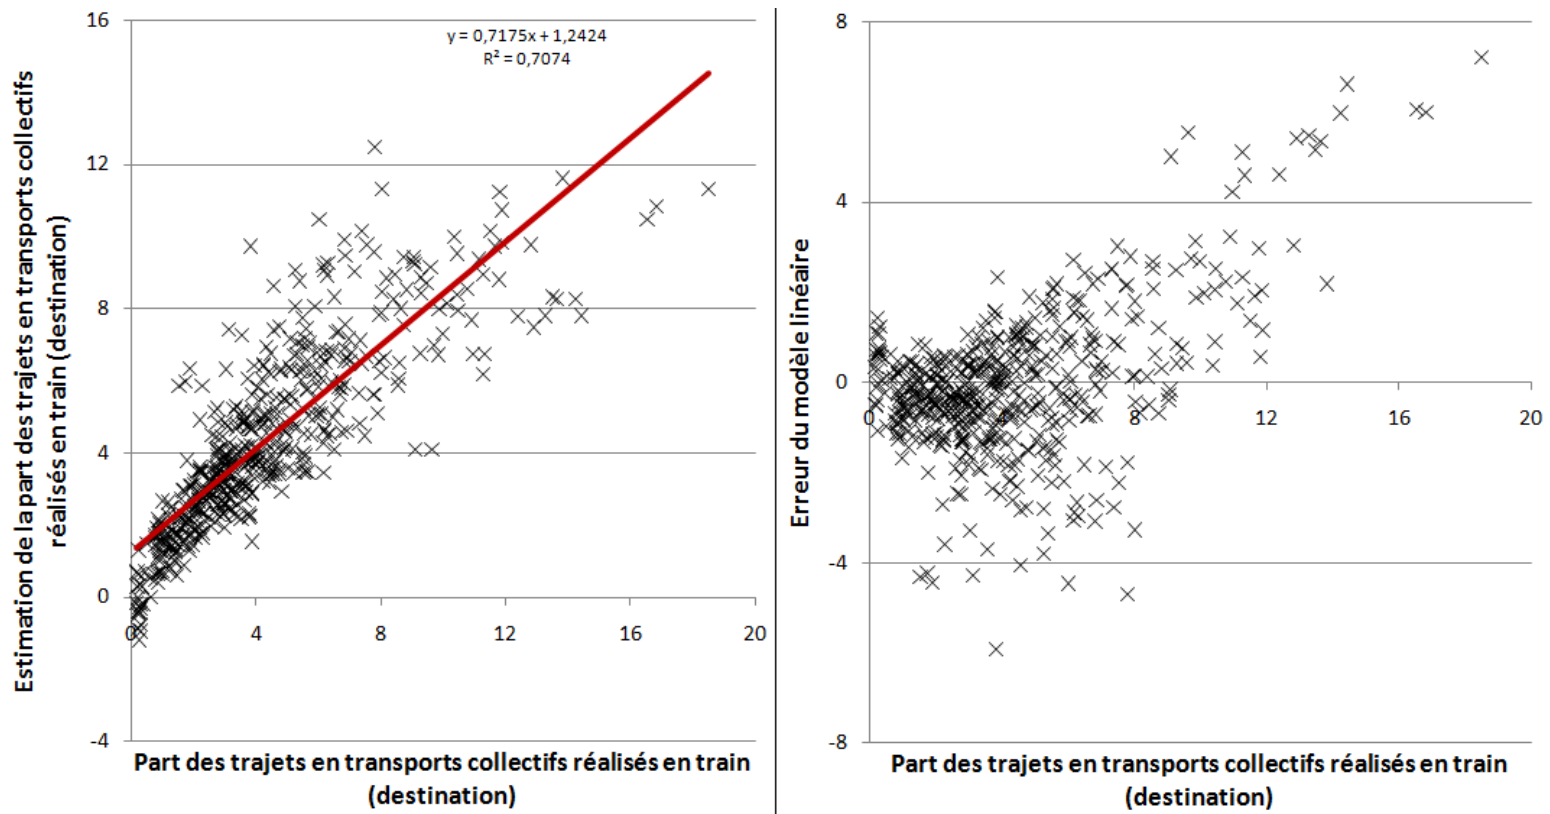 Estimation de la part des trajets en transports collectifs
réalisés en train (destination)
16
12
8
4
0
-4
y = 0,7175x + 1,2424
R² = 0,7074
0
4
8
12
16
20
Part des trajets en transports collectifs réalisés en train
(destination)
Erreur du modèle linéaire
8
4
0
-4
-8
0
4
8
12
16
20
Part des trajets en transports collectifs réalisés en train
(destination)